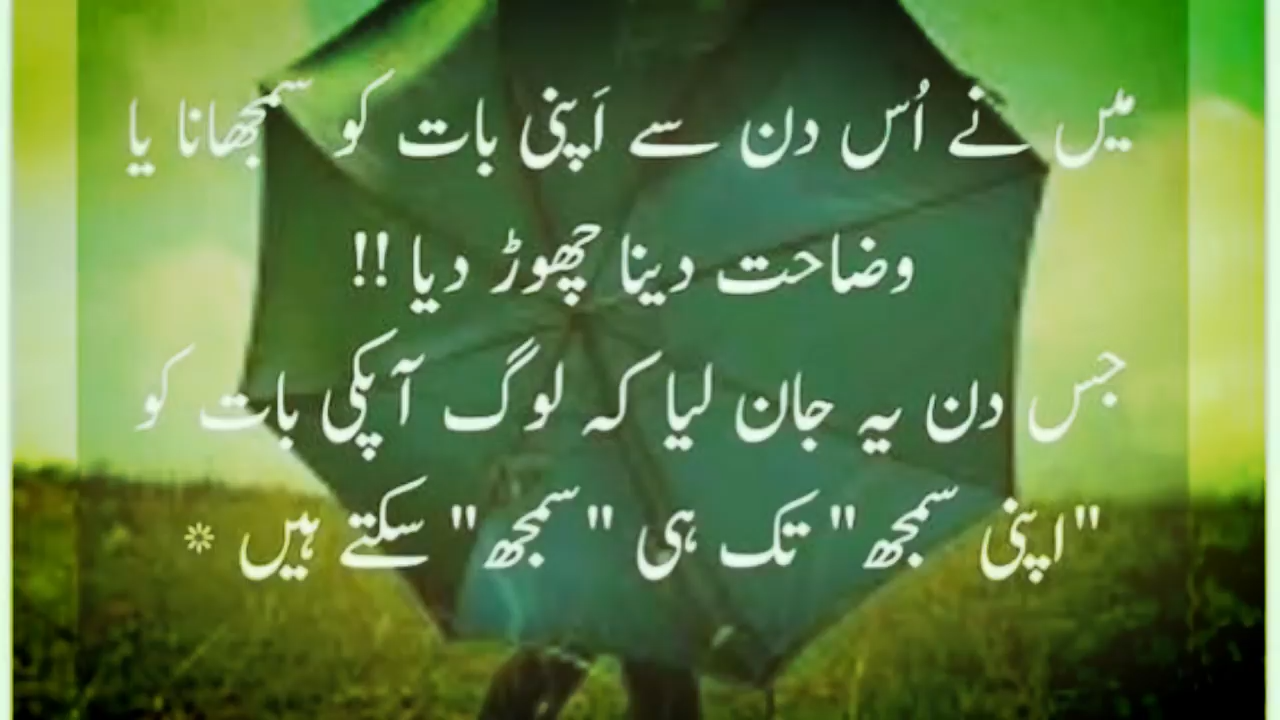 میں نے اُس دن سے اَپنی بات کو سمجھانا یا
وضاحت دینا چھوڑ دیا !!
جس دن یہ جان لیا کہ لوگ آپکی بات کو
"اپنی سمجھ" تک ہی "سمجھ" سکتے ہیں *